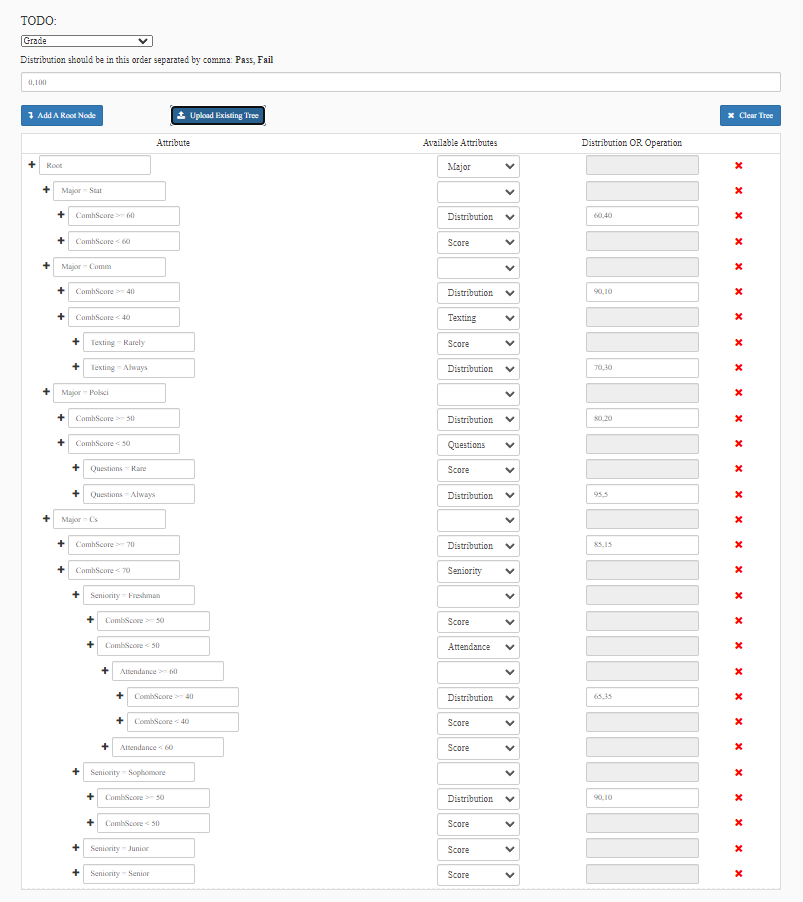 TODO:
Grade
Distribution should be in this order separated by comma: Pass, Fail
0,100
Add A Root Node Upload Existing Tree Clear Tree
Attribute Available Attributes Distribution OR Operation
Root Major
Major = Stat
CombScore >= 60 Distribution 60,40
CombScore < 60 Score
Major = Comm
CombScore >= 40 Distribution 90,10
CombScore < 40 Texting
Texting = Rarely Score
Texting = Always Distribution 70,30
Major = Polsci
CombScore >= 50 Distribution 80,20
CombScore < 50 Questions
Questions = Rare Score
Questions = Always Distribution 95,5
Major = Cs
CombScore >= 70 Distribution 85,15
CombScore < 70 Seniority
Seniority = Freshman
CombScore >= 50 Score
CombScore < 50 Attendance
Attendance >= 60
CombScore >= 40 Distribution 65,35
CombScore < 40 Score
Attendance < 60 Score
Seniority = Sophomore
CombScore >= 50 Distribution 90,10
CombScore < 50 Score
Seniority = Junior Score
Seniority = Senior Score